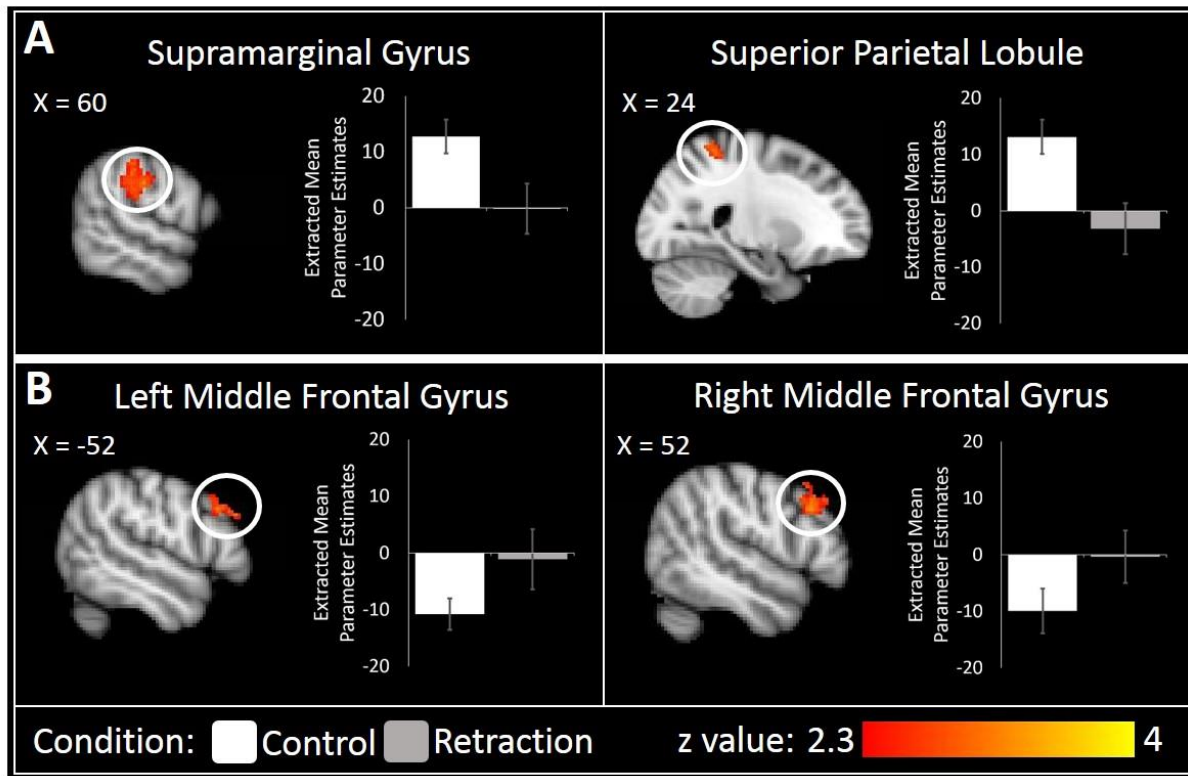 A
Supramarginal Gyrus
X = 60
Extracted Mean
Parameter Estimates
20
10
0
-10
-20
Superior Parietal Lobule
X = 24
Extracted Mean
Parameter Estimates
20
10
0
-10
-20
B
Left Middle Frontal Gyrus
X = -52
Extracted Mean
Parameter Estimates
20
10
0
-10
-20
Right Middle Frontal Gyrus
X = 52
Extracted Mean
Parameter Estimates
20
10
0
-10
-20
Condition: Control Retraction z value: 2.3 4